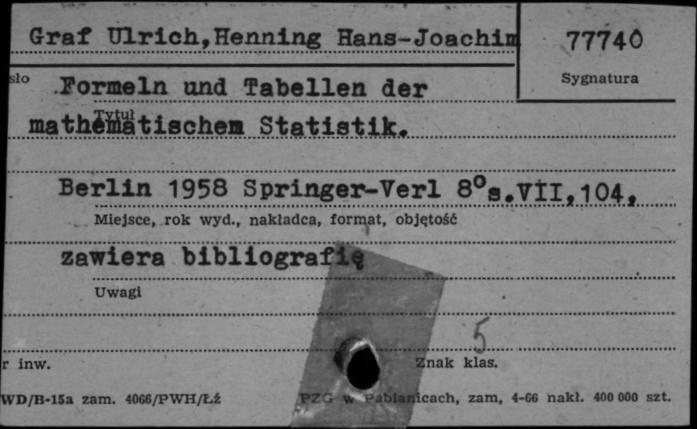 Graf Ulrich, Henning Hans-Joachim
77740
Sygnatura
sło
Formeln und Tabellen der
Tytuł
mathematischem Statistik.
Berlin 1958 Springer-Verl 8° s. VII, 104,
Miejsce, rok wyd., nakładca, format, objętość
zawiera bibliografię
Uwagi
5
r inw.
Znak klas.
WD/B-15a zam. 4066/PWH/Łź
PZG w Pabianicach, zam, 4-66 nakł. 400 000 szt.